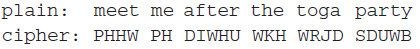 plain: meet me after the toga party
cipher: PHHW PH DIWHU WKH WRJD SDUWB